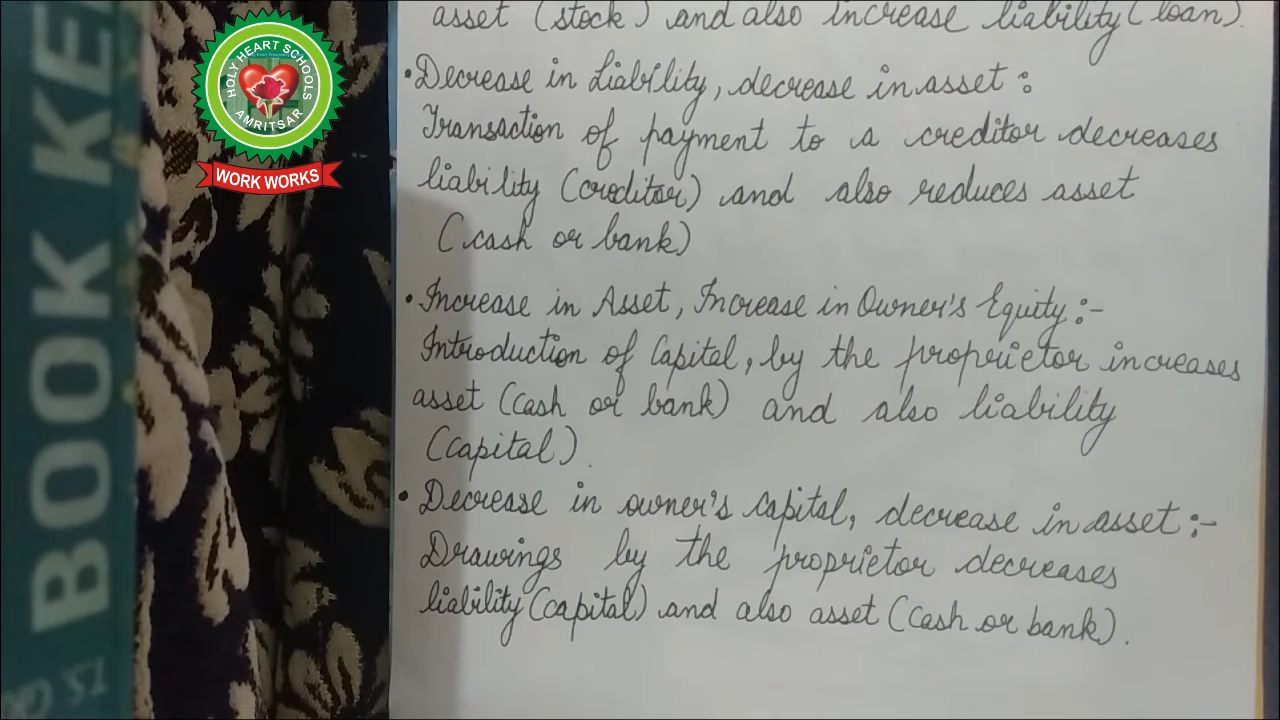 asset (stock) and also increase liability (loan).
• Decrease in Liability, decrease in asset :
Transaction of payment to a creditor decreases
liability (creditor) and also reduces asset
(cash or bank)
• Increase in Asset, Increase in Owner's Equity :-
Introduction of Capital, by the proprietor increases
asset (cash or bank) and also liability
(capital).
• Decrease in owner's capital, decrease in asset :-
Drawings by the proprietor decreases
liability (capital) and also asset (cash or bank).
HOLY HEART SCHOOLS
AMRITSAR
WORK WORKS
BOOK KE